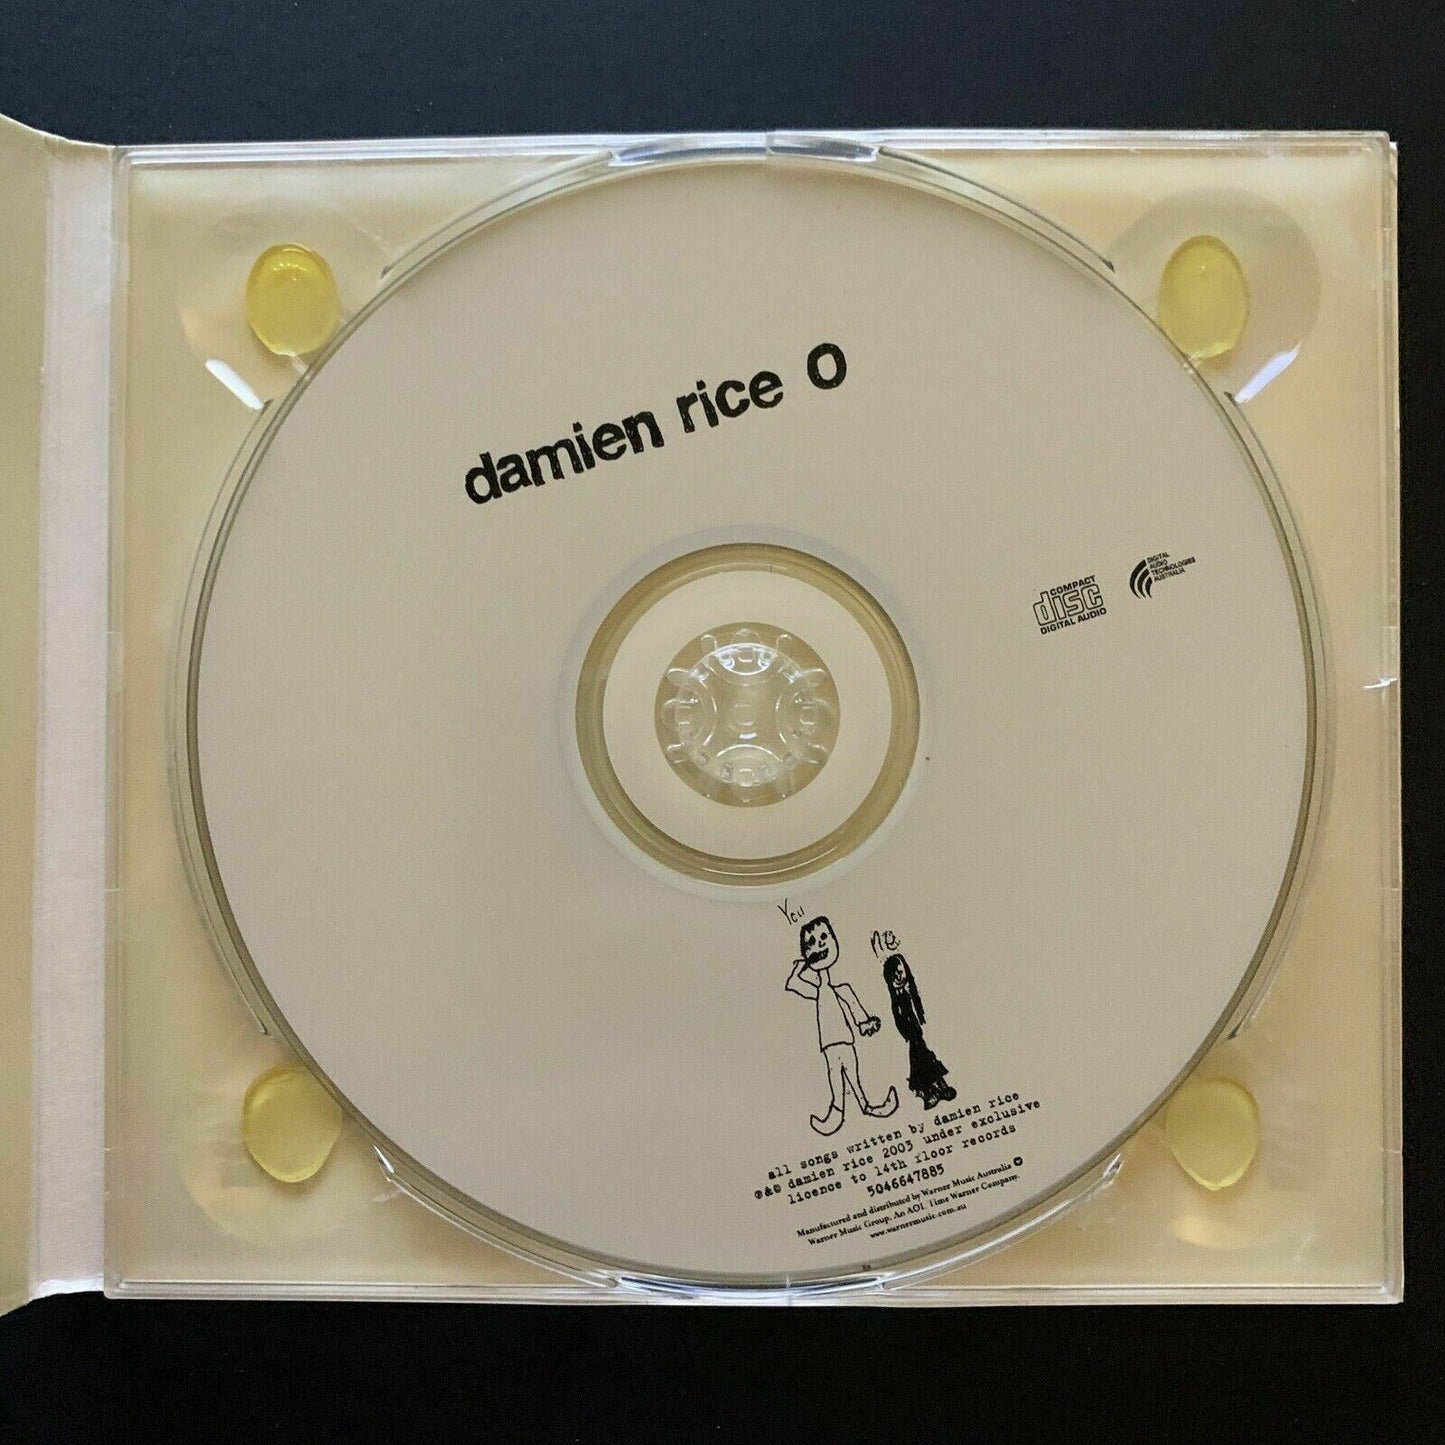 damien rice O
COMPACT
disc
DIGITAL AUDIO
DIGITAL
AUDIO
TECHNOLOGIES
AUSTRALIA
You
me
all songs written by damien rice
℗&© damien rice 2003 under exclusive
licence to 14th floor records
5046647885
Manufactured and distributed by Warner Music Australia
Warner Music Group. An AOL Time Warner Company.
www.warnermusic.com.au